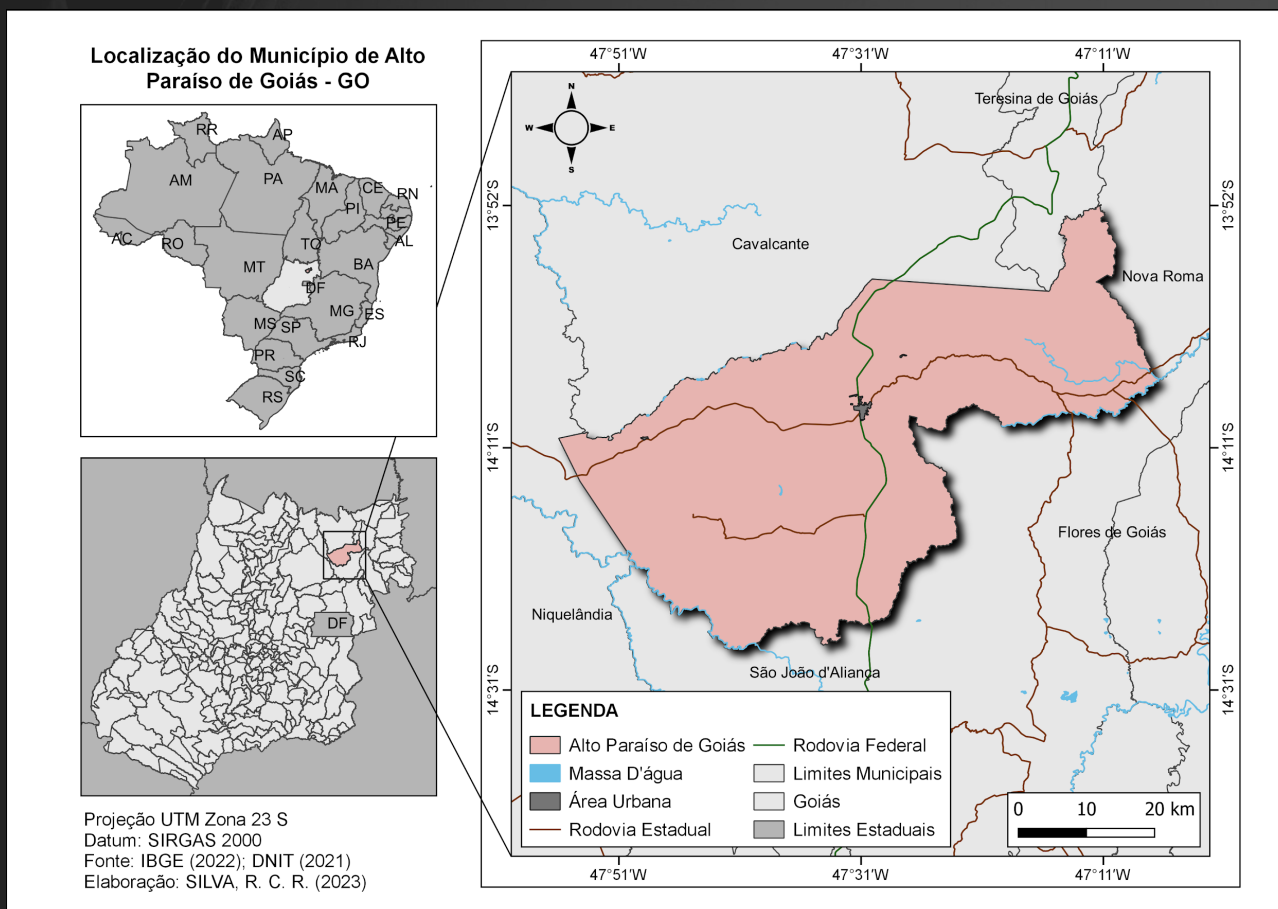 Localização do Município de Alto
Paraíso de Goiás - GO
RR
AP
AM
PA
MA
CE
RN
PI
PE
AC
RO
TO
AL
MT
BA
DF
MG
ES
MS
SP
RJ
PR
SC
RS
DF
Projeção UTM Zona 23 S
Datum: SIRGAS 2000
Fonte: IBGE (2022); DNIT (2021)
Elaboração: SILVA, R. C. R. (2023)
47°51'W
47°31'W
47°11'W
N
W
E
S
Teresina de Goiás
13°52'S
13°52'S
Cavalcante
Nova Roma
14°11'S
14°11'S
Flores de Goiás
Niquelândia
São João d'Aliança
14°31'S
14°31'S
LEGENDA
Alto Paraíso de Goiás
Rodovia Federal
Massa D'água
Limites Municipais
Área Urbana
Goiás
Rodovia Estadual
Limites Estaduais
0 10 20 km
47°51'W
47°31'W
47°11'W